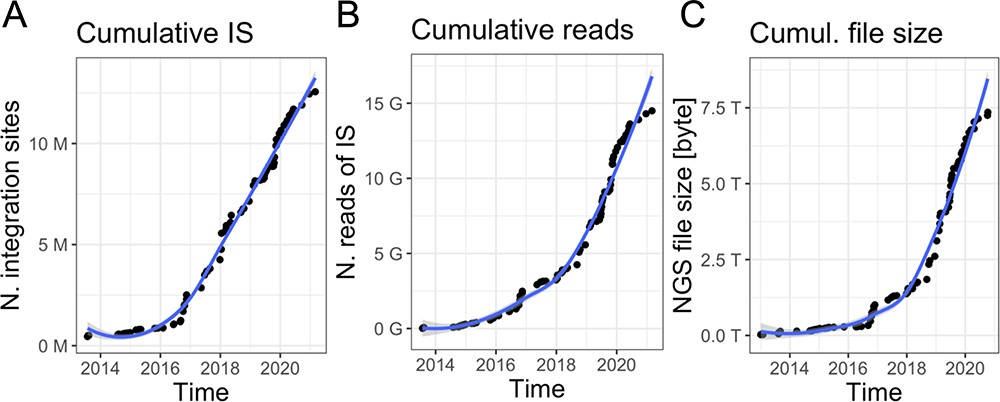 A
Cumulative IS
N. integration sites
10 M
5 M
0 M
2014 2016 2018 2020
Time
B
Cumulative reads
N. reads of IS
15 G
10 G
5 G
0 G
2014 2016 2018 2020
Time
C
Cumul. file size
NGS file size [byte]
7.5 T
5.0 T
2.5 T
0.0 T
2014 2016 2018 2020
Time